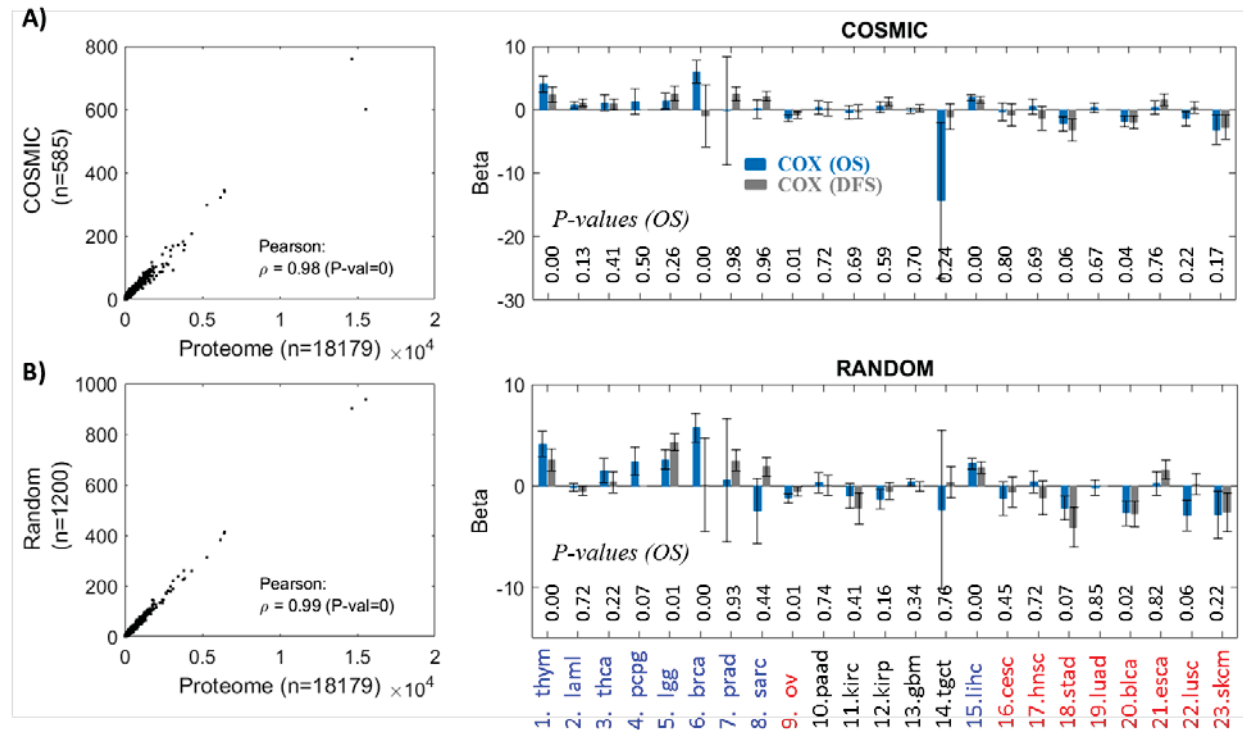 A)
COSMIC
800
600
400
200
0
COSMIC
(n=585)
Pearson:
ρ = 0.98 (P-val=0)
0 0.5 1 1.5 2
Proteome (n=18179) ×10^4
10
0
-10
-20
-30
Beta
COX (OS)
COX (DFS)
P-values (OS)
0.00 0.13 0.41 0.50 0.26 0.00 0.98 0.96 0.01 0.72 0.69 0.59 0.70 0.24 0.00 0.80 0.69 0.06 0.67 0.04 0.76 0.22 0.17
B)
RANDOM
1000
800
600
400
200
0
Random
(n=1200)
Pearson:
ρ = 0.99 (P-val=0)
0 0.5 1 1.5 2
Proteome (n=18179) ×10^4
10
0
-10
Beta
P-values (OS)
0.00 0.72 0.22 0.07 0.01 0.00 0.93 0.44 0.01 0.74 0.41 0.16 0.34 0.76 0.00 0.45 0.72 0.07 0.85 0.02 0.82 0.06 0.22
1. thym
2. laml
3. thca
4. pcpg
5. lgg
6. brca
7. prad
8. sarc
9. ov
10.paad
11.kirc
12.kirp
13.gbm
14.tgct
15.lihc
16.cesc
17.hnsc
18.stad
19.luad
20.blca
21.esca
22.lusc
23.skcm